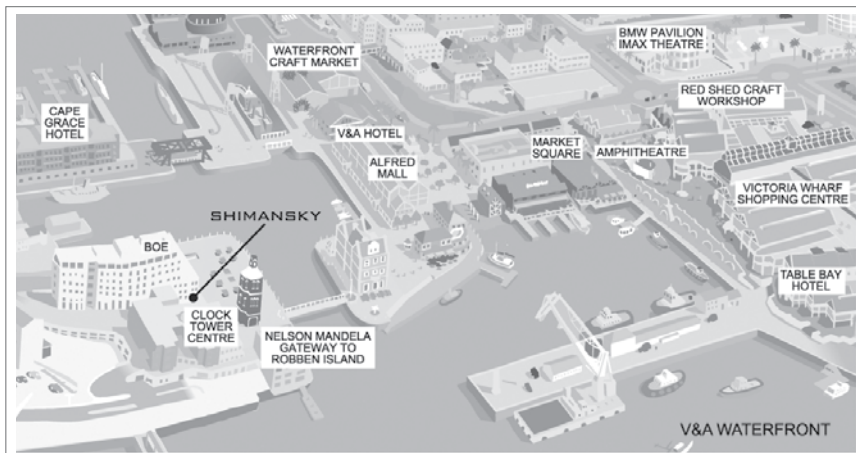 BMW PAVILION
IMAX THEATRE
WATERFRONT
CRAFT MARKET
RED SHED CRAFT
WORKSHOP
CAPE
GRACE
HOTEL
V&A HOTEL
MARKET
SQUARE
AMPHITHEATRE
ALFRED
MALL
VICTORIA WHARF
SHOPPING CENTRE
SHIMANSKY
BOE
TABLE BAY
HOTEL
CLOCK
TOWER
CENTRE
NELSON MANDELA
GATEWAY TO
ROBBEN ISLAND
V&A WATERFRONT